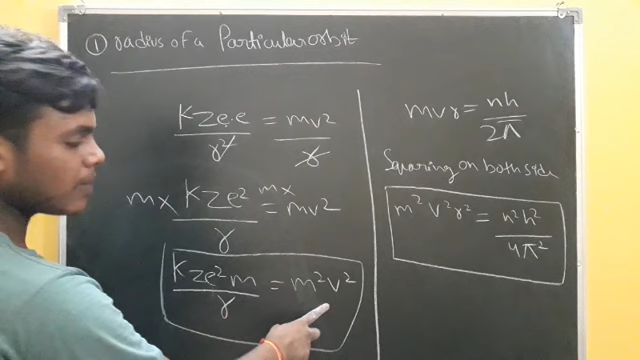 ① radius of a Particular orbit
KZe.e/r² = mv²/r
m× KZe²/r = mv² m×
KZe²m/r = m²v²
mvr = nh/2π
Squaring on both side
m²v²r² = n²h²/4π²